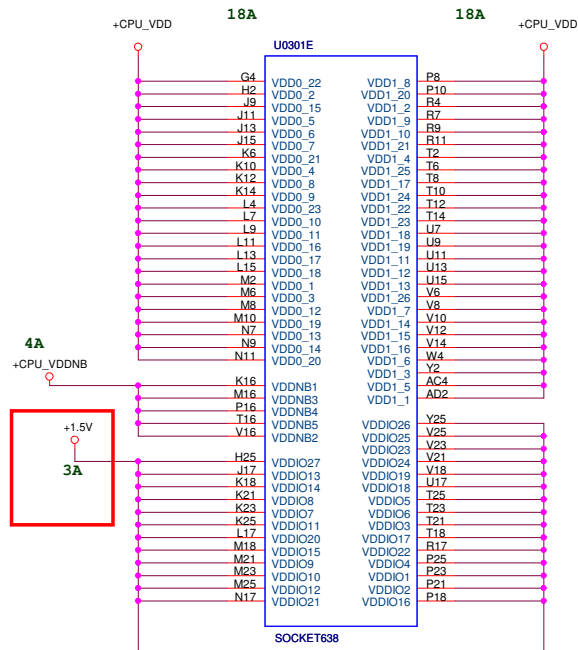 18A 18A
+CPU_VDD +CPU_VDD
U0301E
G4 VDD0_22 VDD1_8 P8
H2 VDD0_2 VDD1_20 P10
J9 VDD0_15 VDD1_2 R4
J11 VDD0_5 VDD1_9 R7
J13 VDD0_6 VDD1_10 R9
J15 VDD0_7 VDD1_21 R11
K6 VDD0_21 VDD1_4 T2
K10 VDD0_4 VDD1_25 T6
K12 VDD0_8 VDD1_17 T8
K14 VDD0_9 VDD1_24 T10
L4 VDD0_23 VDD1_22 T12
L7 VDD0_10 VDD1_23 T14
L9 VDD0_11 VDD1_18 U7
L11 VDD0_16 VDD1_19 U9
L13 VDD0_17 VDD1_11 U11
L15 VDD0_18 VDD1_12 U13
M2 VDD0_1 VDD1_13 U15
M6 VDD0_3 VDD1_26 V6
M8 VDD0_12 VDD1_7 V8
M10 VDD0_19 VDD1_14 V10
N7 VDD0_13 VDD1_15 V12
N9 VDD0_14 VDD1_16 V14
N11 VDD0_20 VDD1_6 W4
VDD1_3 Y2
4A
+CPU_VDDNB
K16 VDDNB1 VDD1_5 AC4
M16 VDDNB3 VDD1_1 AD2
P16 VDDNB4
T16 VDDNB5 VDDIO26 Y25
V16 VDDNB2 VDDIO25 V25
VDDIO23 V23
+1.5V
3A
H25 VDDIO27 VDDIO24 V21
J17 VDDIO13 VDDIO19 V18
K18 VDDIO14 VDDIO18 U17
K21 VDDIO8 VDDIO5 T25
K23 VDDIO7 VDDIO6 T23
K25 VDDIO11 VDDIO3 T21
L17 VDDIO20 VDDIO17 T18
M18 VDDIO15 VDDIO22 R17
M21 VDDIO9 VDDIO4 P25
M23 VDDIO10 VDDIO1 P23
M25 VDDIO12 VDDIO2 P21
N17 VDDIO21 VDDIO16 P18
SOCKET638